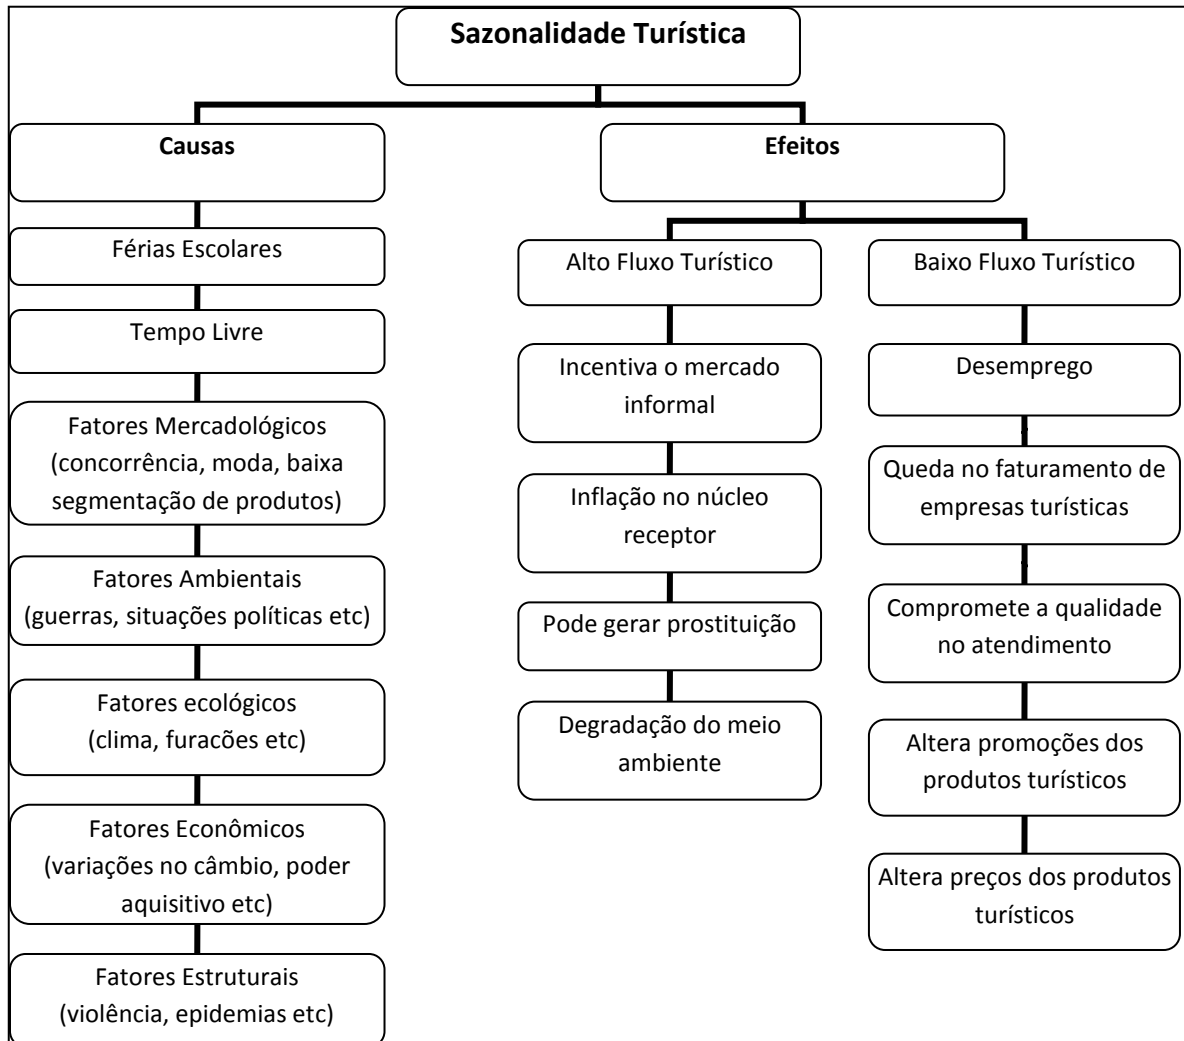 Sazonalidade Turística
Causas
Férias Escolares
Tempo Livre
Fatores Mercadológicos
(concorrência, moda, baixa
segmentação de produtos)
Fatores Ambientais
(guerras, situações políticas etc)
Fatores ecológicos
(clima, furacões etc)
Fatores Econômicos
(variações no câmbio, poder
aquisitivo etc)
Fatores Estruturais
(violência, epidemias etc)
Efeitos
Alto Fluxo Turístico
Incentiva o mercado
informal
Inflação no núcleo
receptor
Pode gerar prostituição
Degradação do meio
ambiente
Baixo Fluxo Turístico
Desemprego
Queda no faturamento de
empresas turísticas
Compromete a qualidade
no atendimento
Altera promoções dos
produtos turísticos
Altera preços dos produtos
turísticos